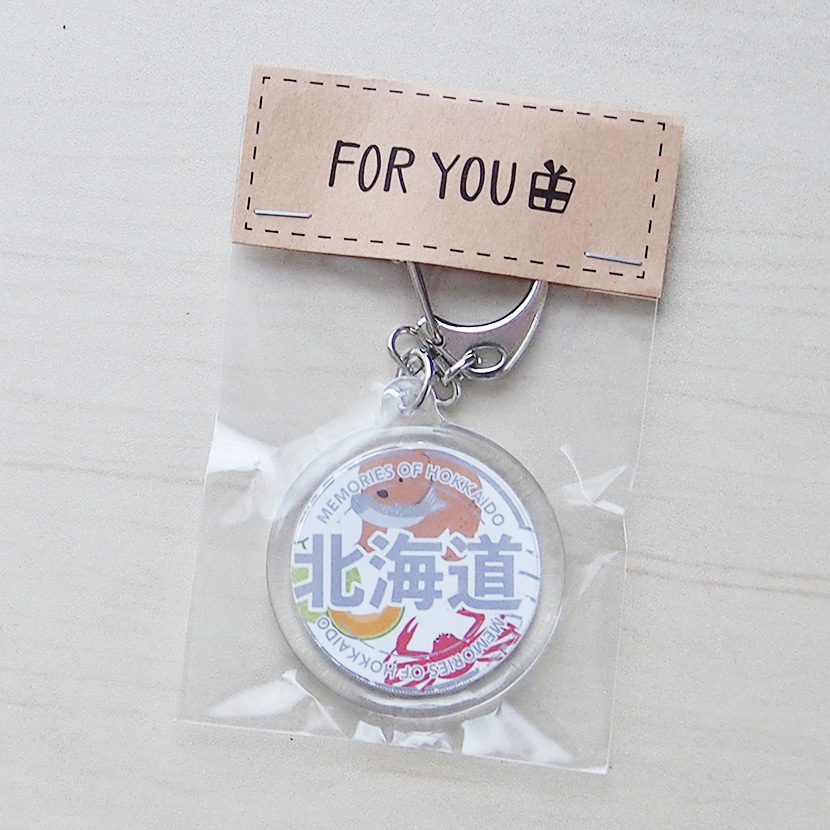 FOR YOU
MEMORIES OF HOKKAIDO
北海道
MEMORIES OF HOKKAIDO